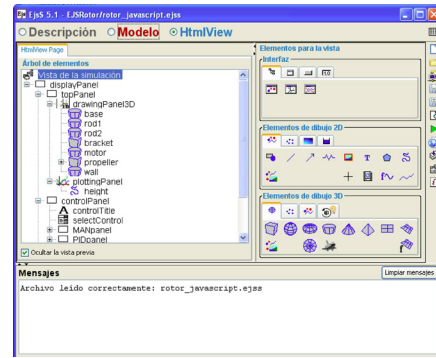 EjsS 5.1 - EJSRotor/rotor_javascript.ejss
Descripción Modelo HtmlView
HtmlView Page
Árbol de elementos
Vista de la simulación
displayPanel
topPanel
drawingPanel3D
base
rod1
rod2
bracket
motor
propeller
wall
plottingPanel
height
controlPanel
controlTitle
selectControl
MANpanel
PIDpanel
Ocultar la vista previa
Elementos para la vista
Interfaz
Elementos de dibujo 2D
Elementos de dibujo 3D
Mensajes
Limpiar mensajes
Archivo leido correctamente: rotor_javascript.ejss